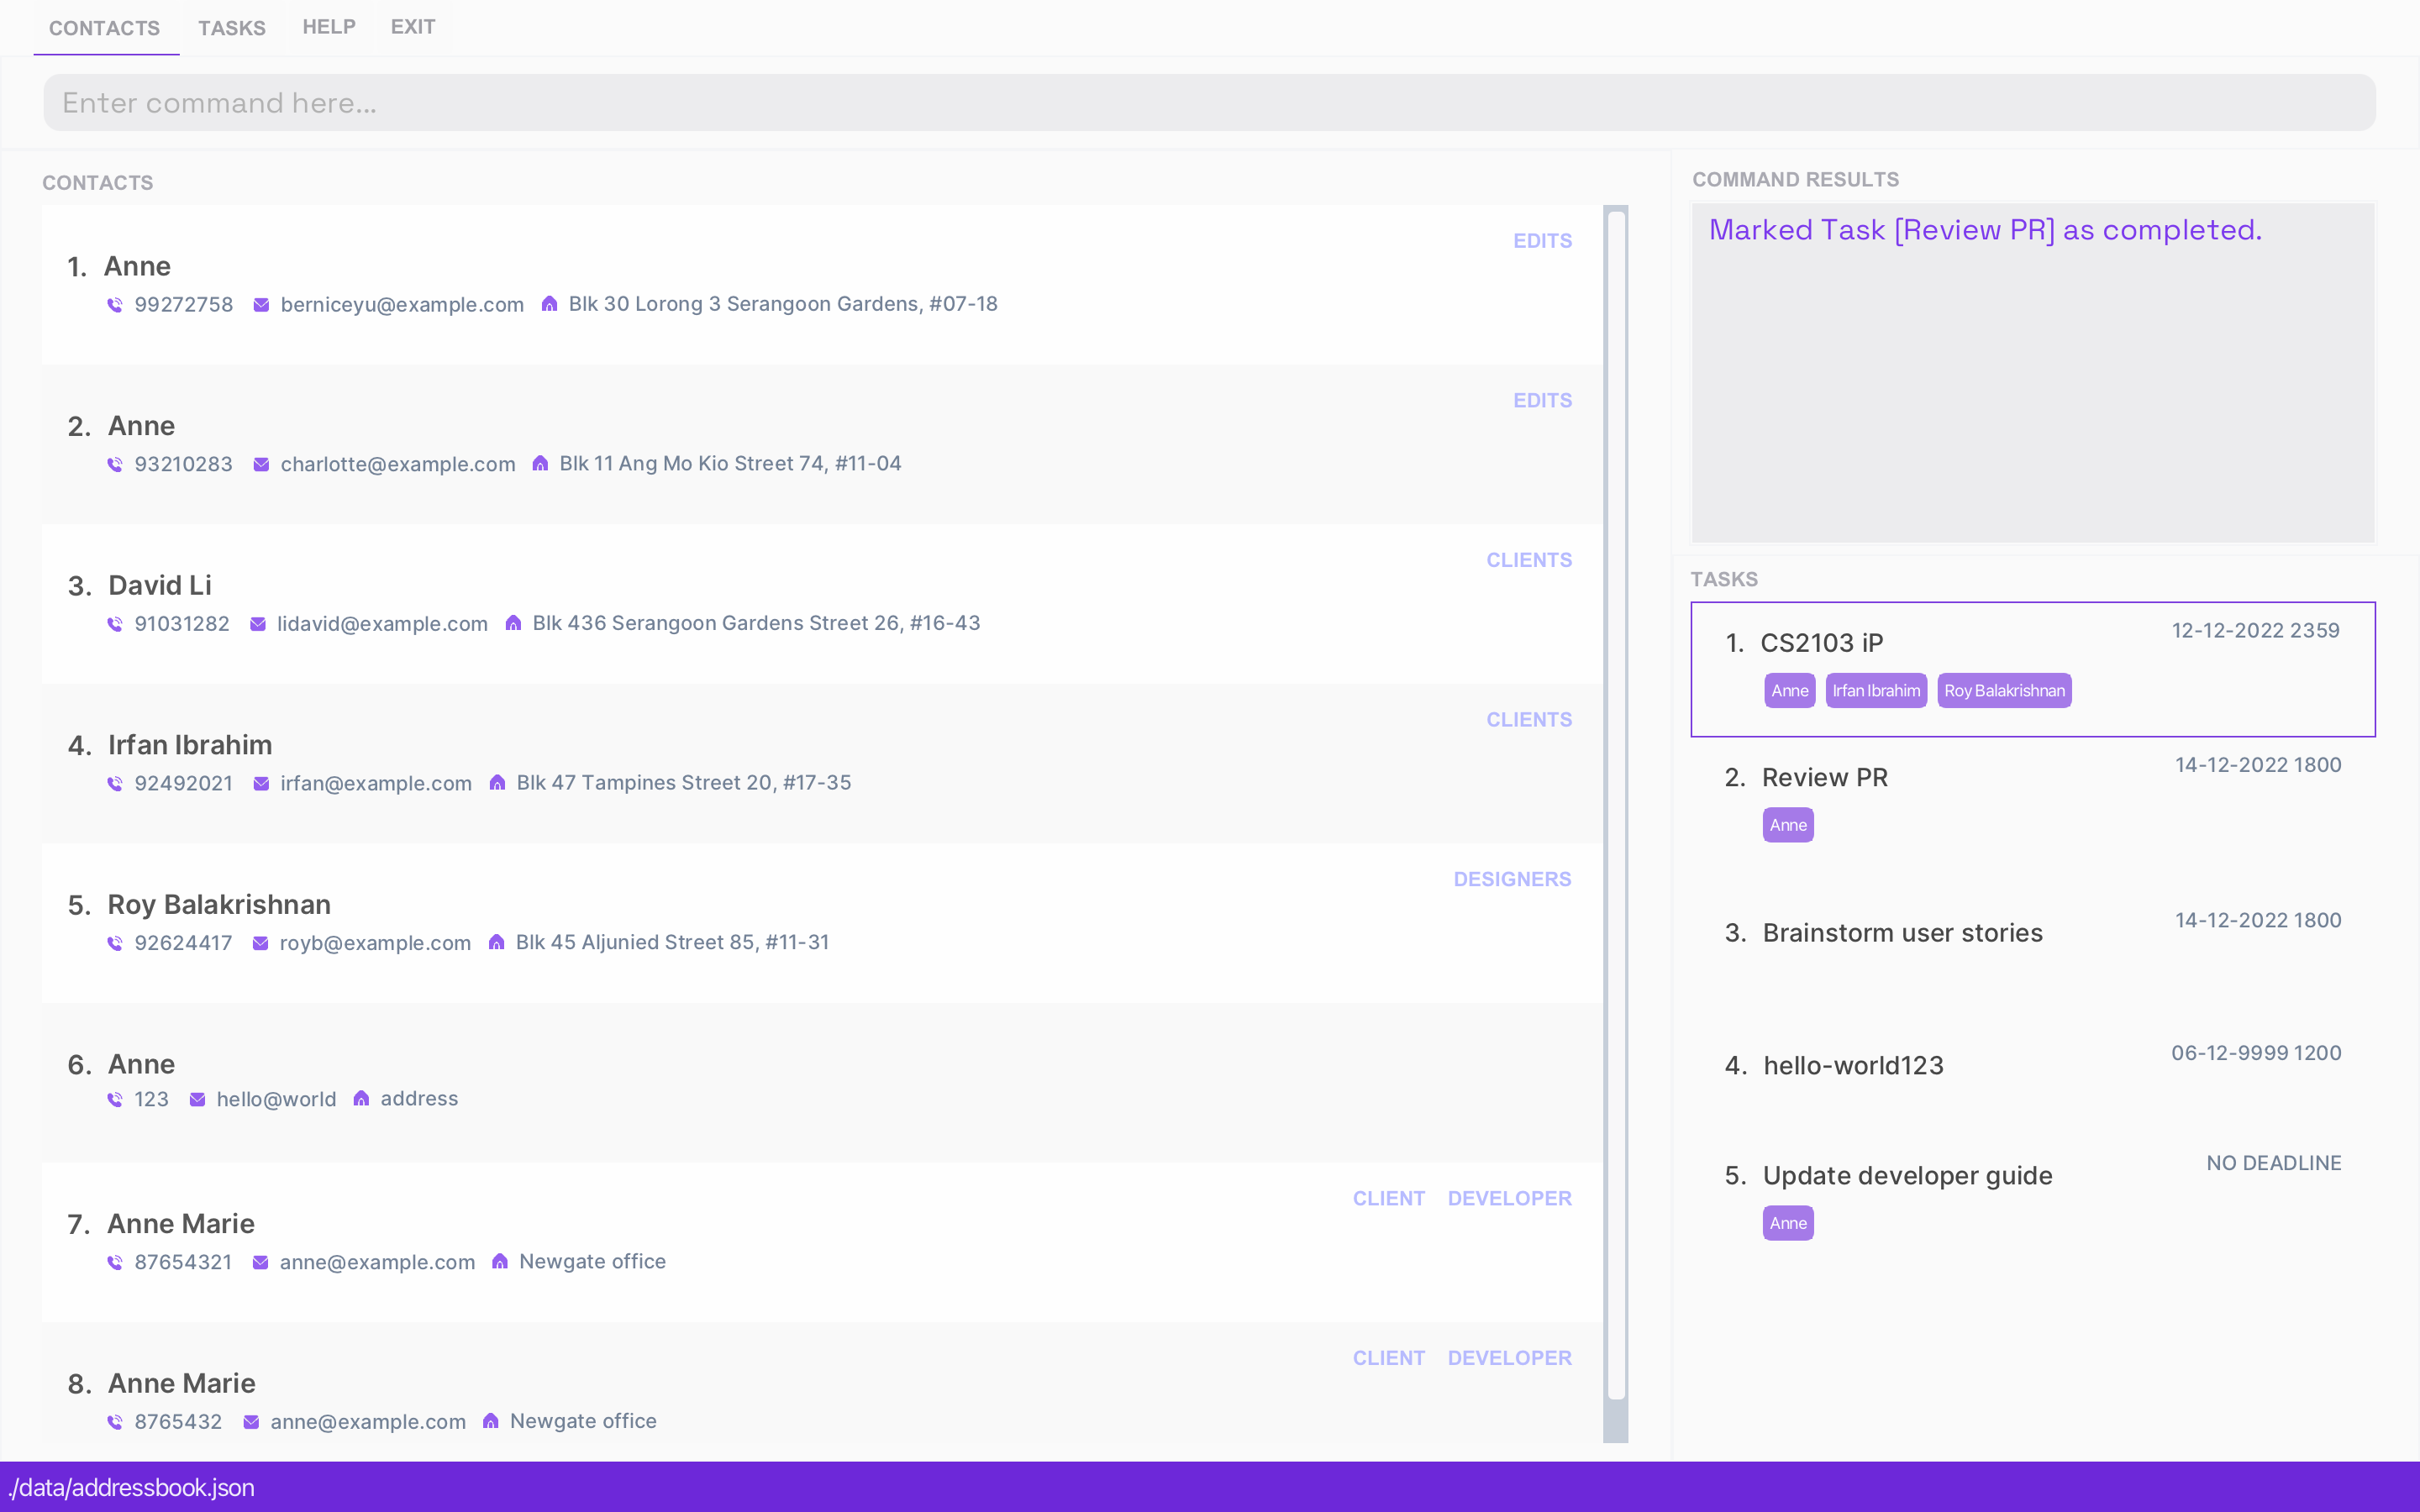 CONTACTS TASKS HELP EXIT
Enter command here...
CONTACTS
EDITS
1. Anne
99272758 berniceyu@example.com Blk 30 Lorong 3 Serangoon Gardens, #07-18
EDITS
2. Anne
93210283 charlotte@example.com Blk 11 Ang Mo Kio Street 74, #11-04
CLIENTS
3. David Li
91031282 lidavid@example.com Blk 436 Serangoon Gardens Street 26, #16-43
CLIENTS
4. Irfan Ibrahim
92492021 irfan@example.com Blk 47 Tampines Street 20, #17-35
DESIGNERS
5. Roy Balakrishnan
92624417 royb@example.com Blk 45 Aljunied Street 85, #11-31
6. Anne
123 hello@world address
CLIENT DEVELOPER
7. Anne Marie
87654321 anne@example.com Newgate office
CLIENT DEVELOPER
8. Anne Marie
8765432 anne@example.com Newgate office
COMMAND RESULTS
Marked Task [Review PR] as completed.
TASKS
1. CS2103 iP 12-12-2022 2359
Anne Irfan Ibrahim Roy Balakrishnan
2. Review PR 14-12-2022 1800
Anne
3. Brainstorm user stories 14-12-2022 1800
4. hello-world123 06-12-9999 1200
5. Update developer guide NO DEADLINE
Anne
./data/addressbook.json